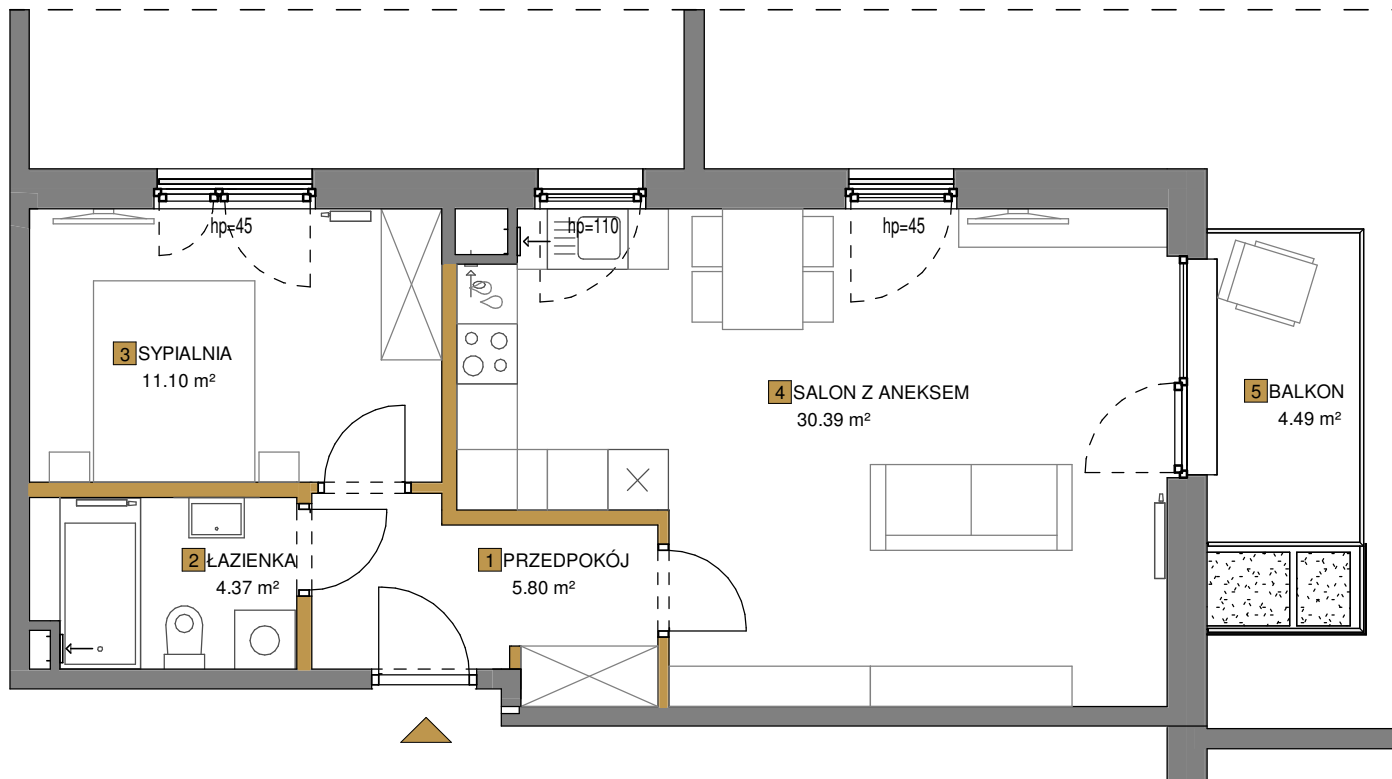 hp=45
hp=110
hp=45
3 SYPIALNIA
11.10 m²
4 SALON Z ANEKSEM
30.39 m²
5 BALKON
4.49 m²
2 ŁAZIENKA
4.37 m²
1 PRZEDPOKÓJ
5.80 m²